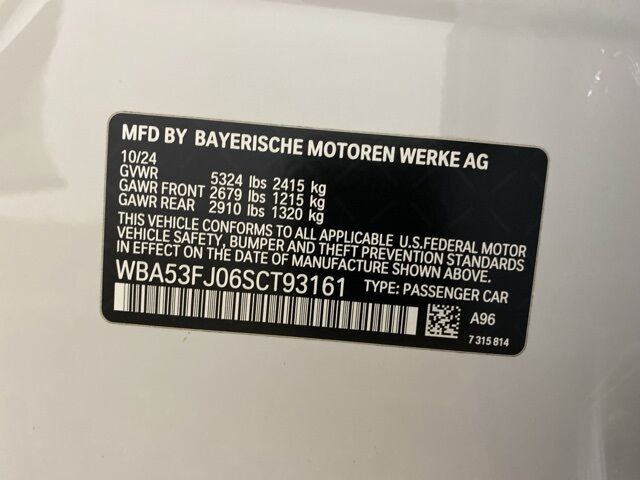 MFD BY BAYERISCHE MOTOREN WERKE AG
10/24
GVWR 5324 lbs 2415 kg
GAWR FRONT 2679 lbs 1215 kg
GAWR REAR 2910 lbs 1320 kg
THIS VEHICLE CONFORMS TO ALL APPLICABLE U.S.FEDERAL MOTOR
VEHICLE SAFETY, BUMPER AND THEFT PREVENTION STANDARDS
IN EFFECT ON THE DATE OF MANUFACTURE SHOWN ABOVE.
WBA53FJ06SCT93161 TYPE: PASSENGER CAR
A96
7 315 814